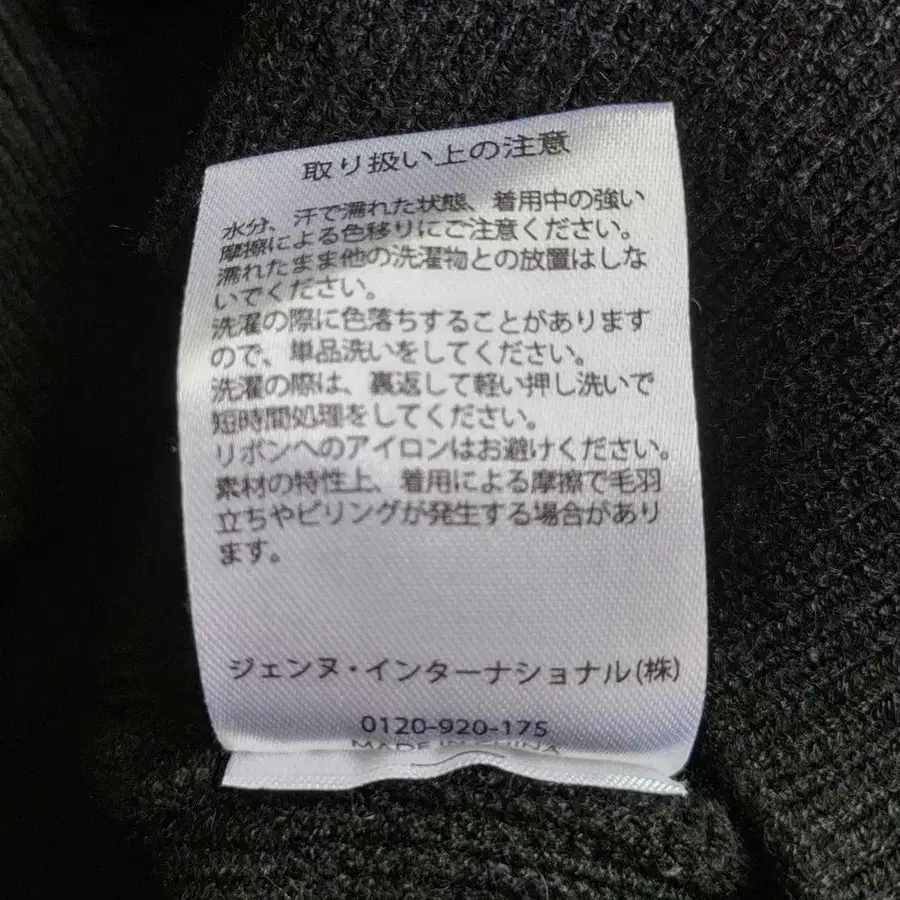 取り扱い上の注意
水分、汗で濡れた状態、着用中の強い
摩擦による色移りにご注意ください。
濡れたまま他の洗濯物との放置はしな
いでください。
洗濯の際に色落ちすることがあります
ので、単品洗いをしてください。
洗濯の際は、裏返して軽い押し洗いで
短時間処理をしてください。
リボンへのアイロンはお避けください。
素材の特性上、着用による摩擦で毛羽
立ちやピリングが発生する場合があり
ます。
ジェンヌ・インターナショナル(株)
0120-920-175
MADE IN CHINA